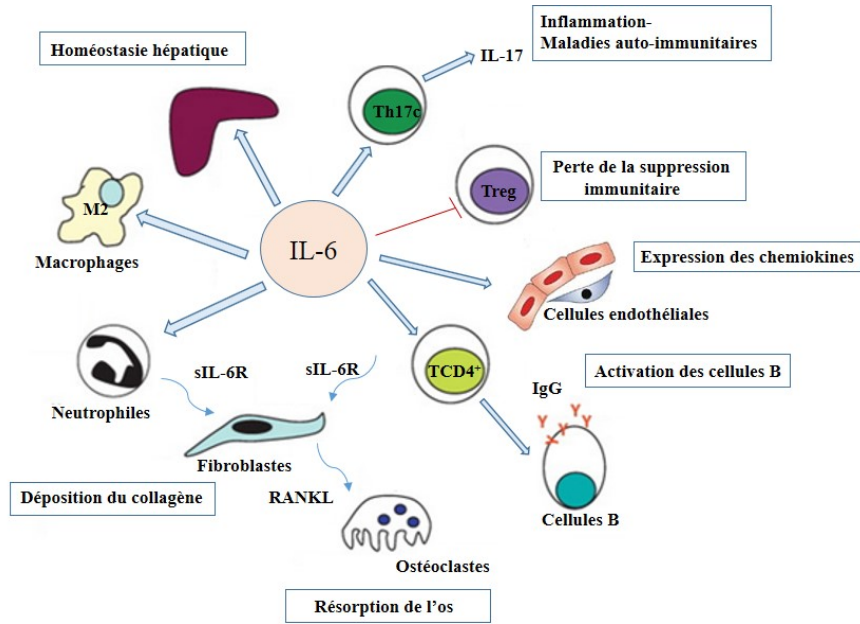 Inflammation-
Maladies auto-immunitaires
Homéostasie hépatique
IL-17
Th17c
Perte de la suppression
immunitaire
Treg
M2
Macrophages
IL-6
Expression des chemiokines
Cellules endothéliales
sIL-6R
sIL-6R
TCD4⁺
Activation des cellules B
Neutrophiles
IgG
Y
Y
Y
Y
Y
Fibroblastes
Déposition du collagène
RANKL
Cellules B
Ostéoclastes
Résorption de l’os